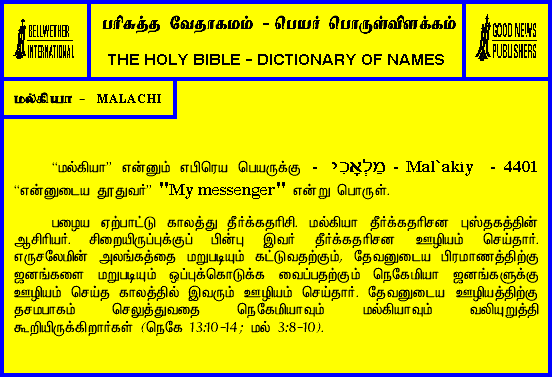 BELLWETHER
INTERNATIONAL
பரிசுத்த வேதாகமம் - பெயர் பொருள்விளக்கம்
THE HOLY BIBLE - DICTIONARY OF NAMES
GOOD NEWS
PUBLISHERS
மல்கியா - MALACHI
“மல்கியா” என்னும் எபிரெய பெயருக்கு - מַלְאָכִי - Mal`akiy - 4401
“என்னுடைய தூதுவர்” "My messenger" என்று பொருள்.
பழைய ஏற்பாட்டு காலத்து தீர்க்கதரிசி. மல்கியா தீர்க்கதரிசன புஸ்தகத்தின்
ஆசிரியர். சிறையிருப்புக்குப் பின்பு இவர் தீர்க்கதரிசன ஊழியம் செய்தார்.
எருசலேமின் அலங்கத்தை மறுபடியும் கட்டுவதற்கும், தேவனுடைய பிரமாணத்திற்கு
ஜனங்களை மறுபடியும் ஒப்புக்கொடுக்க வைப்பதற்கும் நெகேமியா ஜனங்களுக்கு
ஊழியம் செய்த காலத்தில் இவரும் ஊழியம் செய்தார். தேவனுடைய ஊழியத்திற்கு
தசமபாகம் செலுத்துவதை நெகேமியாவும் மல்கியாவும் வலியுறுத்தி
கூறியிருக்கிறார்கள் (நெகே 13:10-14; மல் 3:8-10).